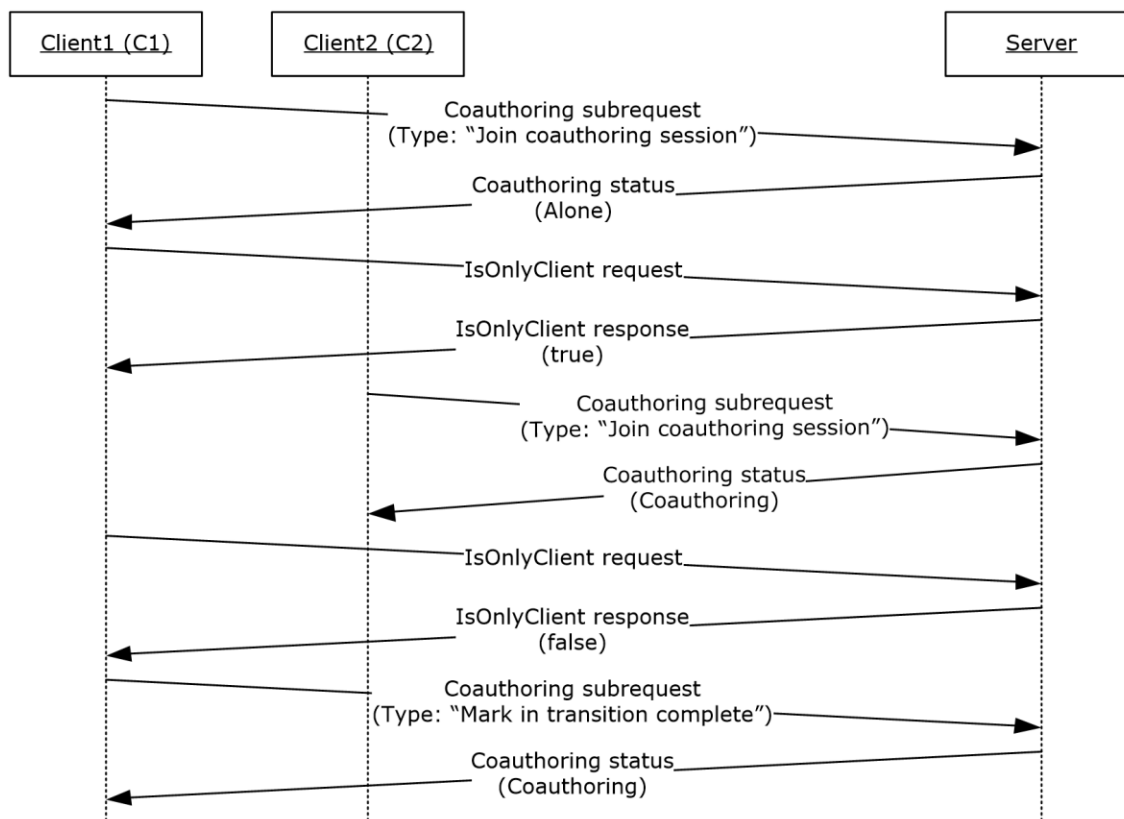 Client1 (C1)
Client2 (C2)
Server
Coauthoring subrequest
(Type: “Join coauthoring session”)
Coauthoring status
(Alone)
IsOnlyClient request
IsOnlyClient response
(true)
Coauthoring subrequest
(Type: “Join coauthoring session”)
Coauthoring status
(Coauthoring)
IsOnlyClient request
IsOnlyClient response
(false)
Coauthoring subrequest
(Type: “Mark in transition complete”)
Coauthoring status
(Coauthoring)